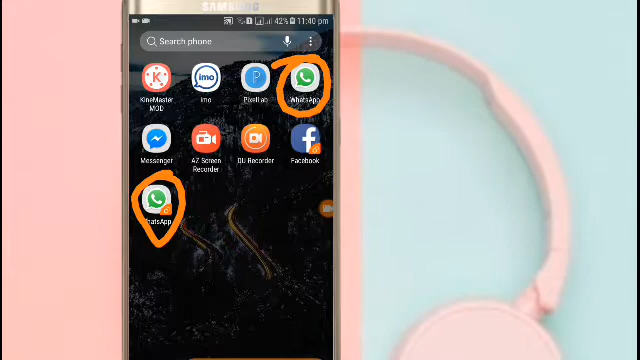 SAMSUNG
42% 11:40 pm
Search phone
KineMaster MOD
imo
PixelLab
WhatsApp
Messenger
AZ Screen Recorder
DU Recorder
Facebook
WhatsApp